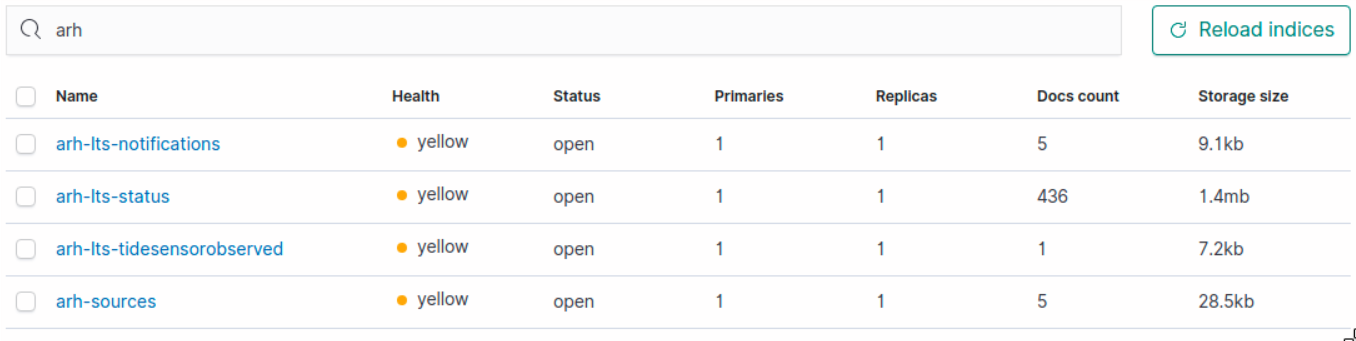 arh
Reload indices
Name Health Status Primaries Replicas Docs count Storage size
arh-lts-notifications yellow open 1 1 5 9.1kb
arh-lts-status yellow open 1 1 436 1.4mb
arh-lts-tidesensorobserved yellow open 1 1 1 7.2kb
arh-sources yellow open 1 1 5 28.5kb